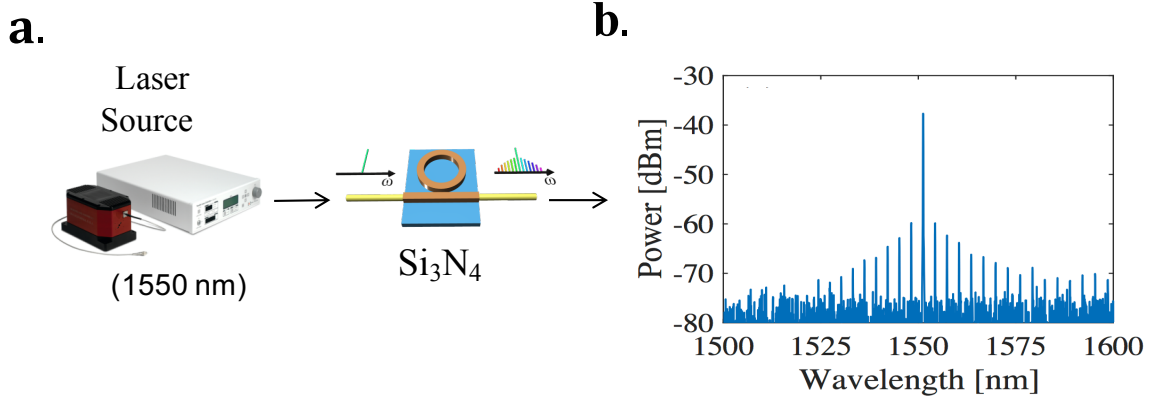 a.
Laser
Source
(1550 nm)
ω
ω
Si₃N₄
b.
Power [dBm]
-30
-40
-50
-60
-70
-80
1500 1525 1550 1575 1600
Wavelength [nm]